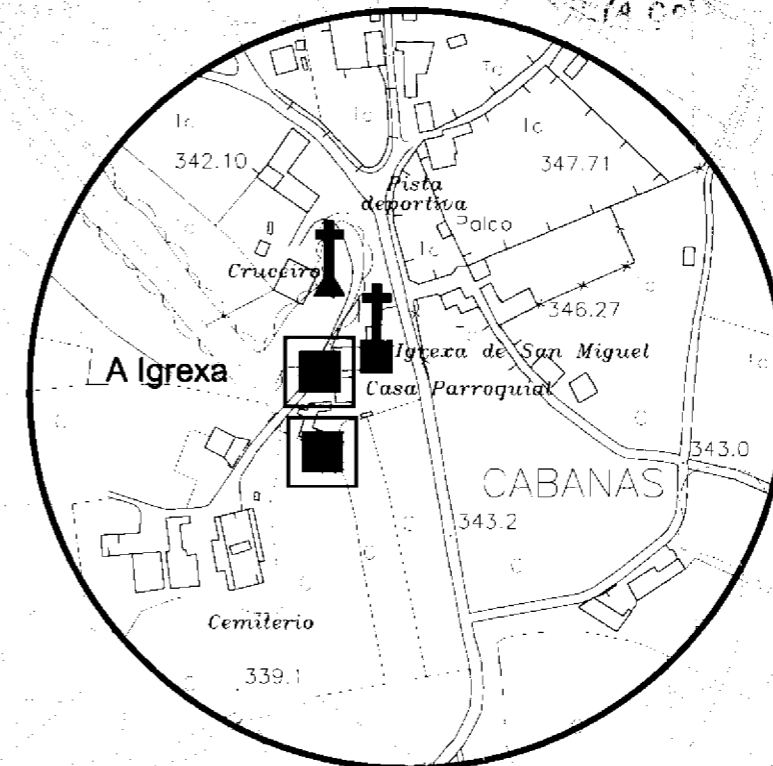 Tc
Ic
Ic
Ic
342.10
347.71
Pista
deportiva
Palco
Ic
Cruceiro
346.27
Igrexa de San Miguel
A Igrexa
Casa Parroquial
C
343.0
CABANAS
343.2
C
C
C
C
Cemiterio
339.1